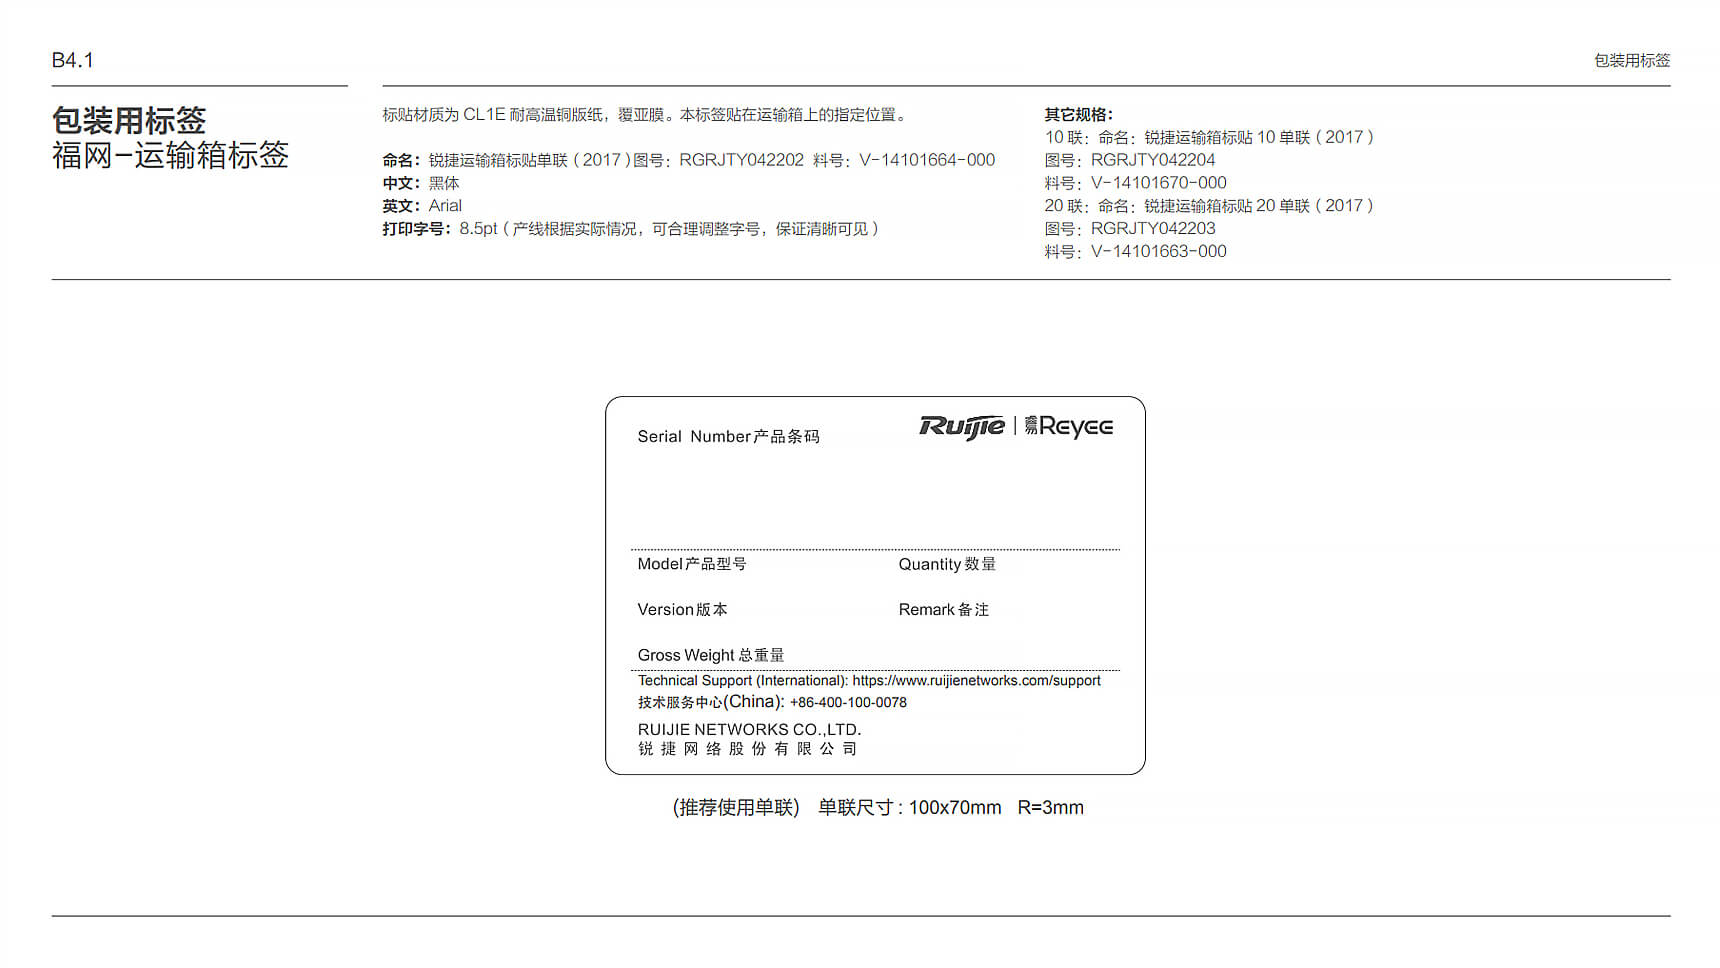 B4.1
包装用标签
包装用标签
福网-运输箱标签
标贴材质为 CL1E 耐高温铜版纸，覆亚膜。本标签贴在运输箱上的指定位置。
命名：锐捷运输箱标贴单联（2017）图号：RGRJTY042202 料号：V-14101664-000
中文：黑体
英文：Arial
打印字号：8.5pt（产线根据实际情况，可合理调整字号，保证清晰可见）
其它规格：
10 联：命名：锐捷运输箱标贴 10 单联（2017）
图号：RGRJTY042204
料号：V-14101670-000
20 联：命名：锐捷运输箱标贴 20 单联（2017）
图号：RGRJTY042203
料号：V-14101663-000
Serial Number产品条码
Ruijie | 睿易Reyee
Model产品型号
Quantity 数量
Version版本
Remark 备注
Gross Weight 总重量
Technical Support (International): https://www.ruijienetworks.com/support
技术服务中心(China): +86-400-100-0078
RUIJIE NETWORKS CO.,LTD.
锐捷网络股份有限公司
(推荐使用单联) 单联尺寸 : 100x70mm R=3mm